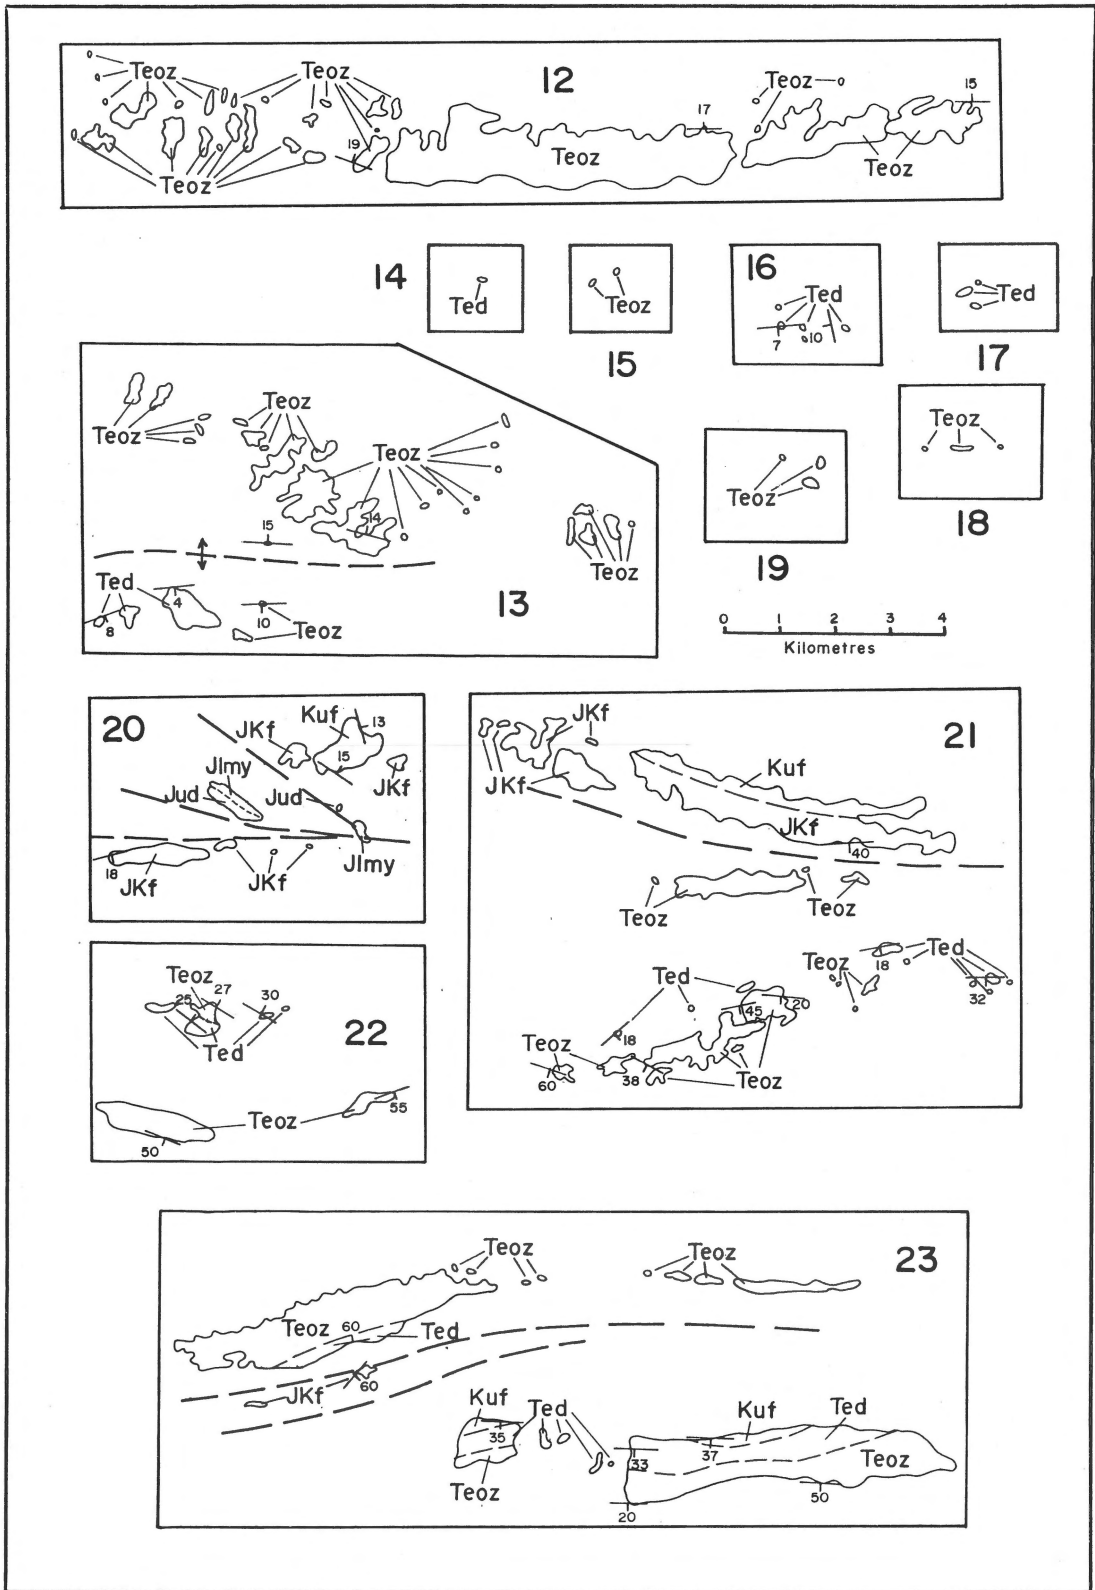 Teoz Teoz 12 Teoz 15
17
Teoz
19 Teoz
Teoz
14
Ted
Teoz
15
16
Ted
7 10
Ted
17
Teoz
18
Teoz
19
Teoz
Teoz
Teoz
14
15
Teoz
Ted
4
8
10
Teoz
13
0 1 2 3 4
Kilometres
20
Kuf
JKf
13
15
JKf
Jlmy
Jud
Jud
Jlmy
18
JKf
JKf
21
JKf
JKf
Kuf
JKf
40
Teoz
Teoz
Teoz
18
Ted
32
Ted
20
45
18
Teoz
60
38
Teoz
22
Teoz
27
25
30
Ted
Teoz
55
50
23
Teoz
Teoz
Teoz
60
Ted
JKf
60
Kuf
35
Teoz
Ted
Kuf
Ted
33
37
Teoz
20
50